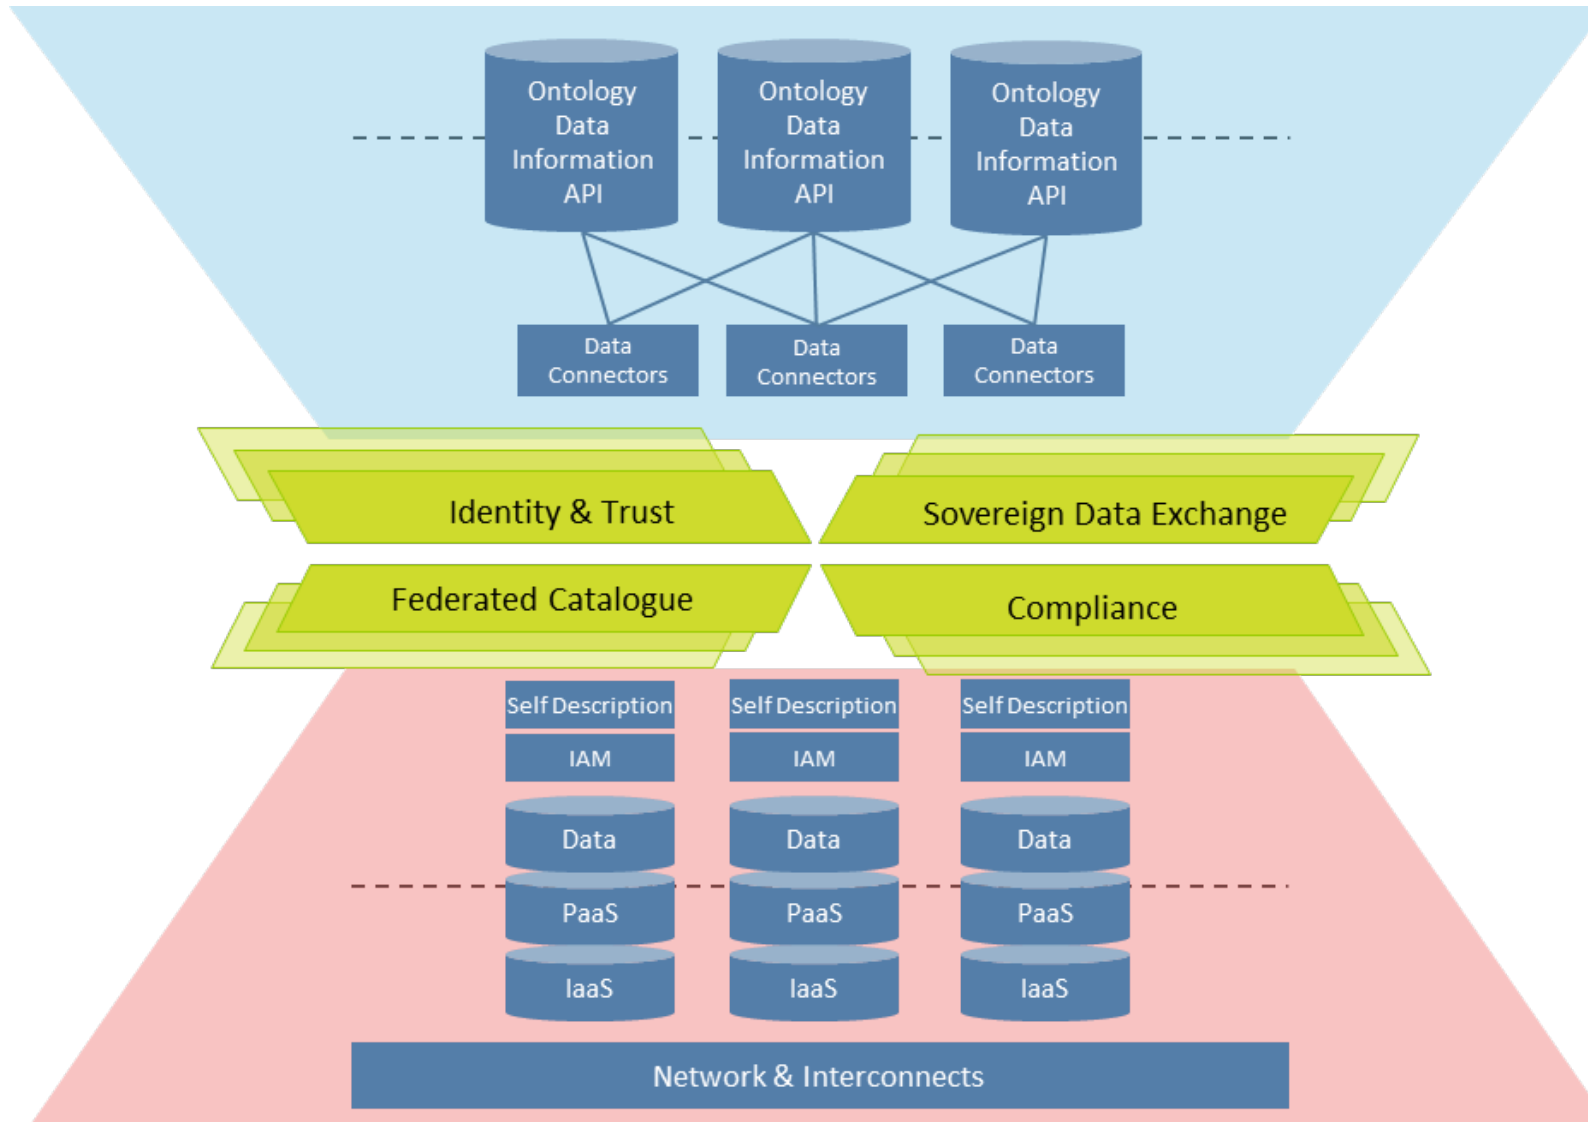 Ontology
Data
Information
API
Ontology
Data
Information
API
Ontology
Data
Information
API
Data
Connectors
Data
Connectors
Data
Connectors
Identity & Trust
Sovereign Data Exchange
Federated Catalogue
Compliance
Self Description
Self Description
Self Description
IAM
IAM
IAM
Data
Data
Data
PaaS
PaaS
PaaS
IaaS
IaaS
IaaS
Network & Interconnects